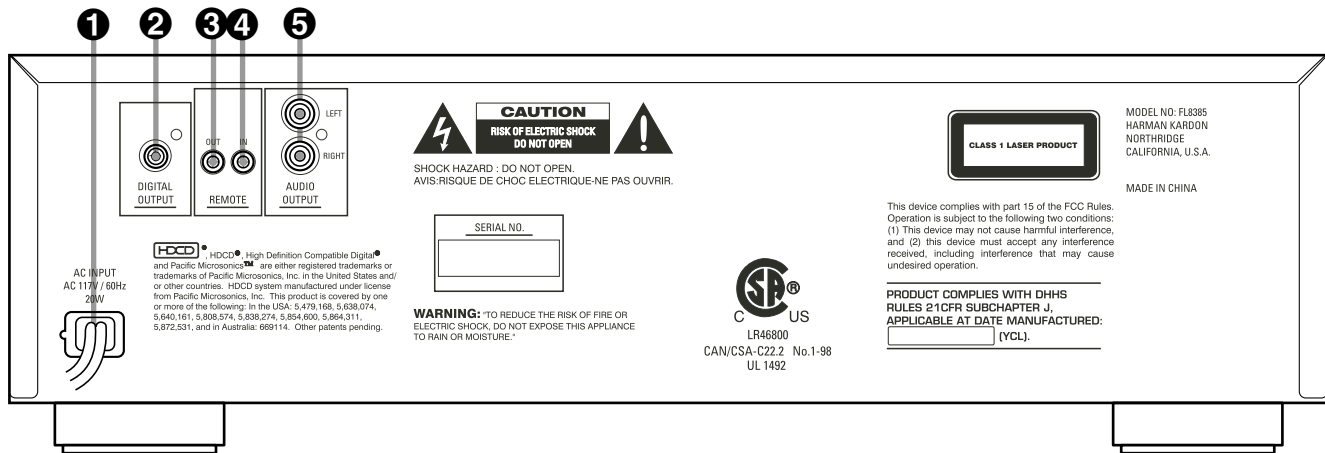 1 2 3 4 5
LEFT
RIGHT
OUT IN
DIGITAL
OUTPUT
REMOTE
AUDIO
OUTPUT
AC INPUT
AC 117V / 60Hz
20W
HDCD®, HDCD®, High Definition Compatible Digital®
and Pacific Microsonics™ are either registered trademarks or
trademarks of Pacific Microsonics, Inc. in the United States and/
or other countries. HDCD system manufactured under license
from Pacific Microsonics, Inc. This product is covered by one
or more of the following: In the USA: 5,479,168, 5,638,074,
5,640,161, 5,808,574, 5,838,274, 5,854,600, 5,864,311,
5,872,531, and in Australia: 669114. Other patents pending.
CAUTION
RISK OF ELECTRIC SHOCK
DO NOT OPEN
SHOCK HAZARD : DO NOT OPEN.
AVIS:RISQUE DE CHOC ELECTRIQUE-NE PAS OUVRIR.
SERIAL NO.
WARNING: "TO REDUCE THE RISK OF FIRE OR
ELECTRIC SHOCK, DO NOT EXPOSE THIS APPLIANCE
TO RAIN OR MOISTURE."
SA®
C US
LR46800
CAN/CSA-C22.2 No.1-98
UL 1492
CLASS 1 LASER PRODUCT
This device complies with part 15 of the FCC Rules.
Operation is subject to the following two conditions:
(1) This device may not cause harmful interference,
and (2) this device must accept any interference
received, including interference that may cause
undesired operation.
PRODUCT COMPLIES WITH DHHS
RULES 21CFR SUBCHAPTER J,
APPLICABLE AT DATE MANUFACTURED:
(YCL).
MODEL NO: FL8385
HARMAN KARDON
NORTHRIDGE
CALIFORNIA, U.S.A.
MADE IN CHINA